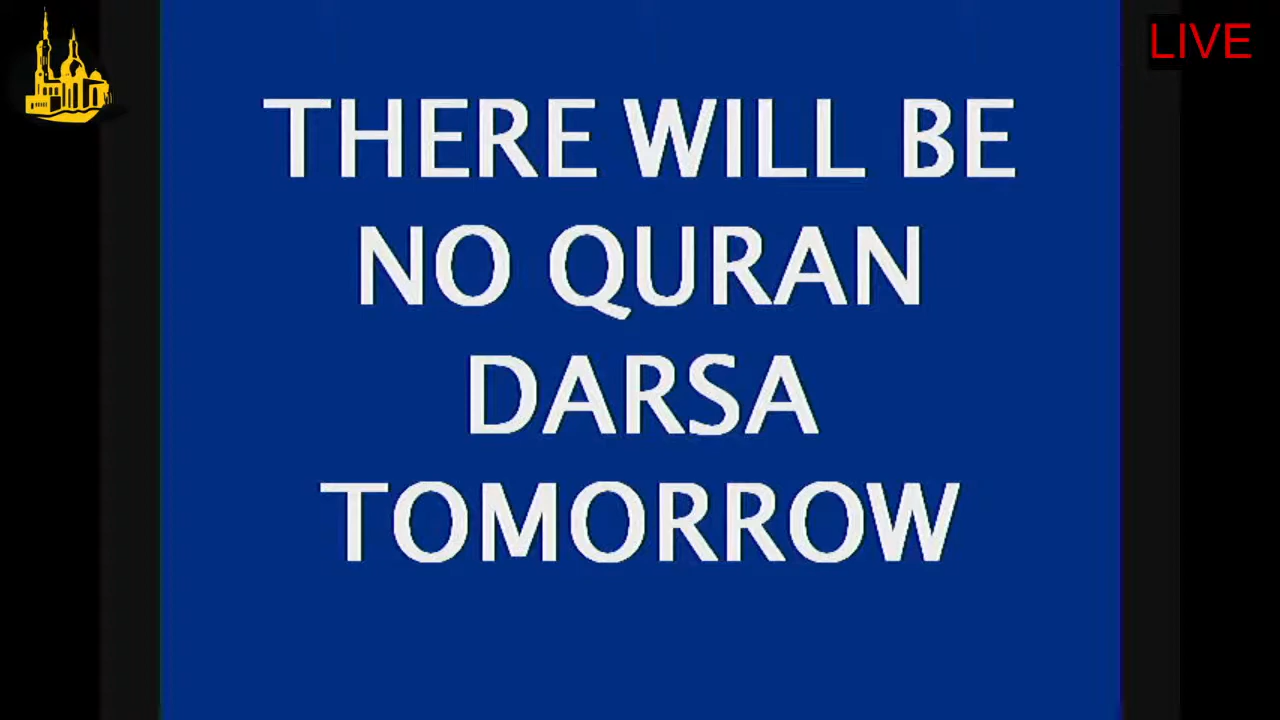 LIVE
THERE WILL BE
NO QURAN
DARSA
TOMORROW